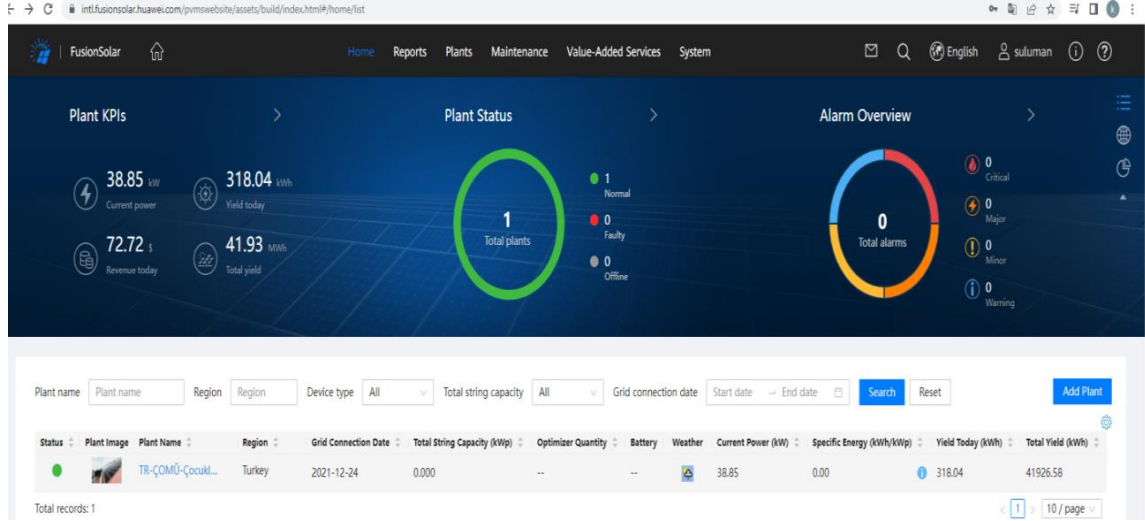 intl.fusionsolar.huawei.com/pvmswebsite/assets/build/index.html#/home/list
FusionSolar Home Reports Plants Maintenance Value-Added Services System English suluman
Plant KPIs Plant Status Alarm Overview
38.85 kW 318.04 kWh
Current power Yield today
72.72 $ 41.93 MWh
Revenue today Total yield
1
Total plants
1
Normal
0
Faulty
0
Offline
0
Total alarms
0
Critical
0
Major
0
Minor
0
Warning
Plant name Plant name Region Region Device type All Total string capacity All Grid connection date Start date → End date Search Reset Add Plant
Status Plant Image Plant Name Region Grid Connection Date Total String Capacity (kWp) Optimizer Quantity Battery Weather Current Power (kW) Specific Energy (kWh/kWp) Yield Today (kWh) Total Yield (kWh)
TR-ÇOMÜ-Çocukl... Turkey 2021-12-24 0.000 -- -- 38.85 0.00 318.04 41926.58
Total records: 1 < 1 > 10 / page